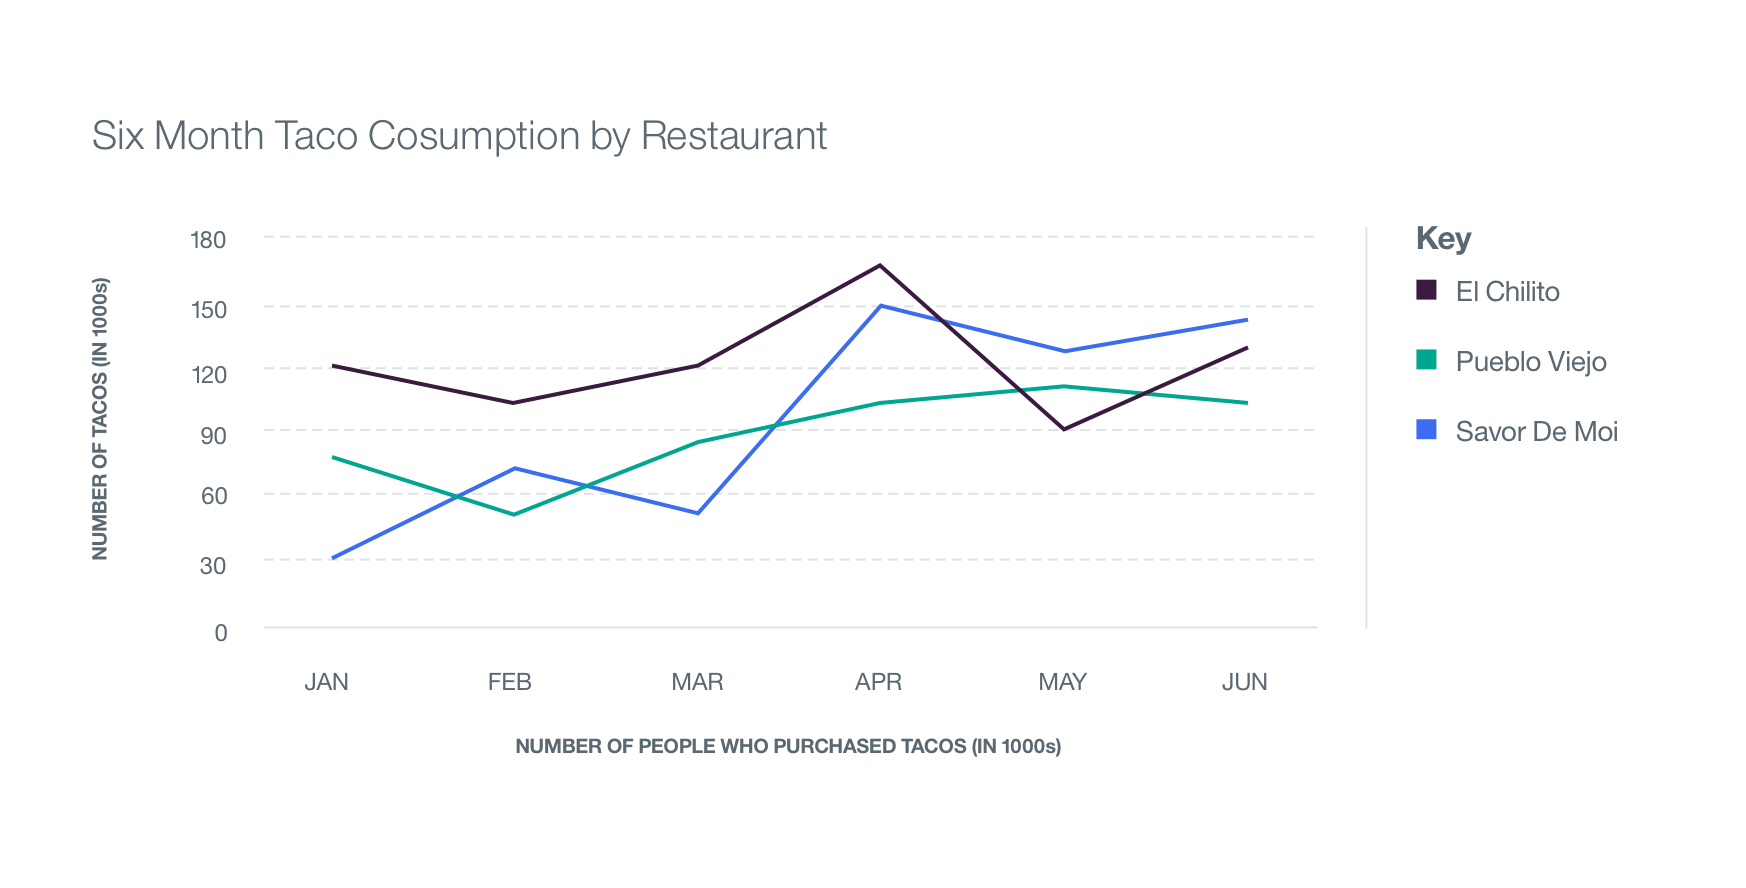 Six Month Taco Cosumption by Restaurant
NUMBER OF TACOS (IN 1000s)
180
150
120
90
60
30
0
JAN
FEB
MAR
APR
MAY
JUN
NUMBER OF PEOPLE WHO PURCHASED TACOS (IN 1000s)
Key
El Chilito
Pueblo Viejo
Savor De Moi